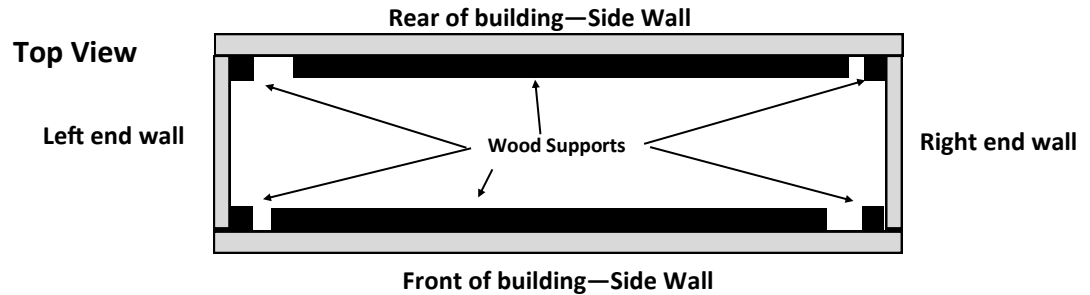 Rear of building—Side Wall
Top View
Left end wall
Wood Supports
Right end wall
Front of building—Side Wall